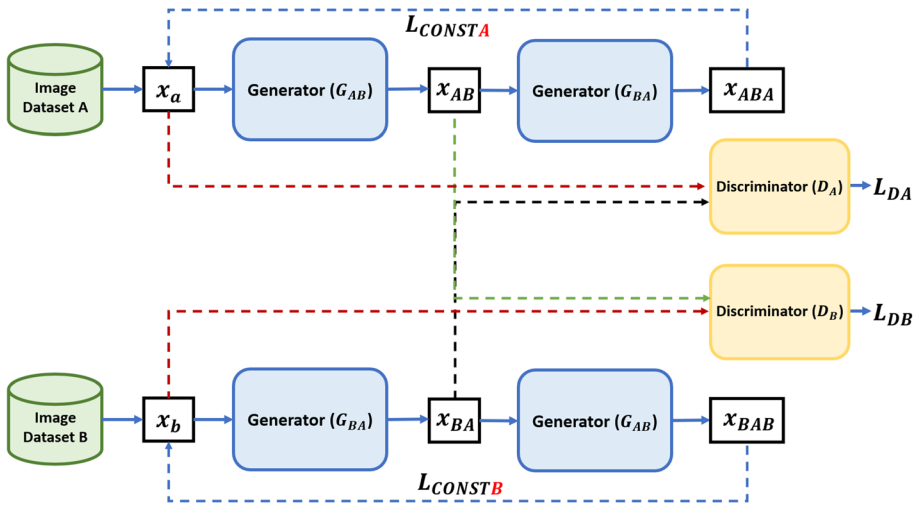 L_CONSTA
Image
Dataset A
x_a
Generator (G_AB)
x_AB
Generator (G_BA)
x_ABA
Discriminator (D_A)
L_DA
Discriminator (D_B)
L_DB
Image
Dataset B
x_b
Generator (G_BA)
x_BA
Generator (G_AB)
x_BAB
L_CONSTB